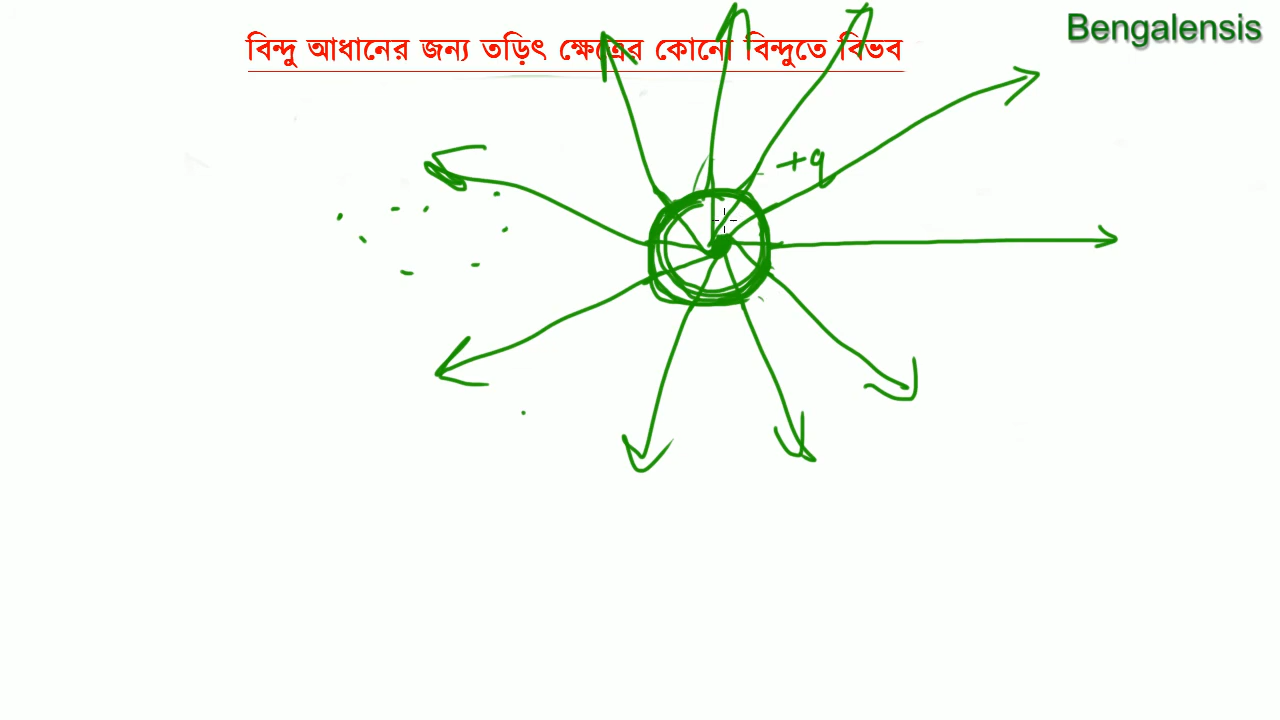 বিন্দু আধানের জন্য তড়িৎ ক্ষেত্রের কোনো বিন্দুতে বিভব
Bengalensis
+q